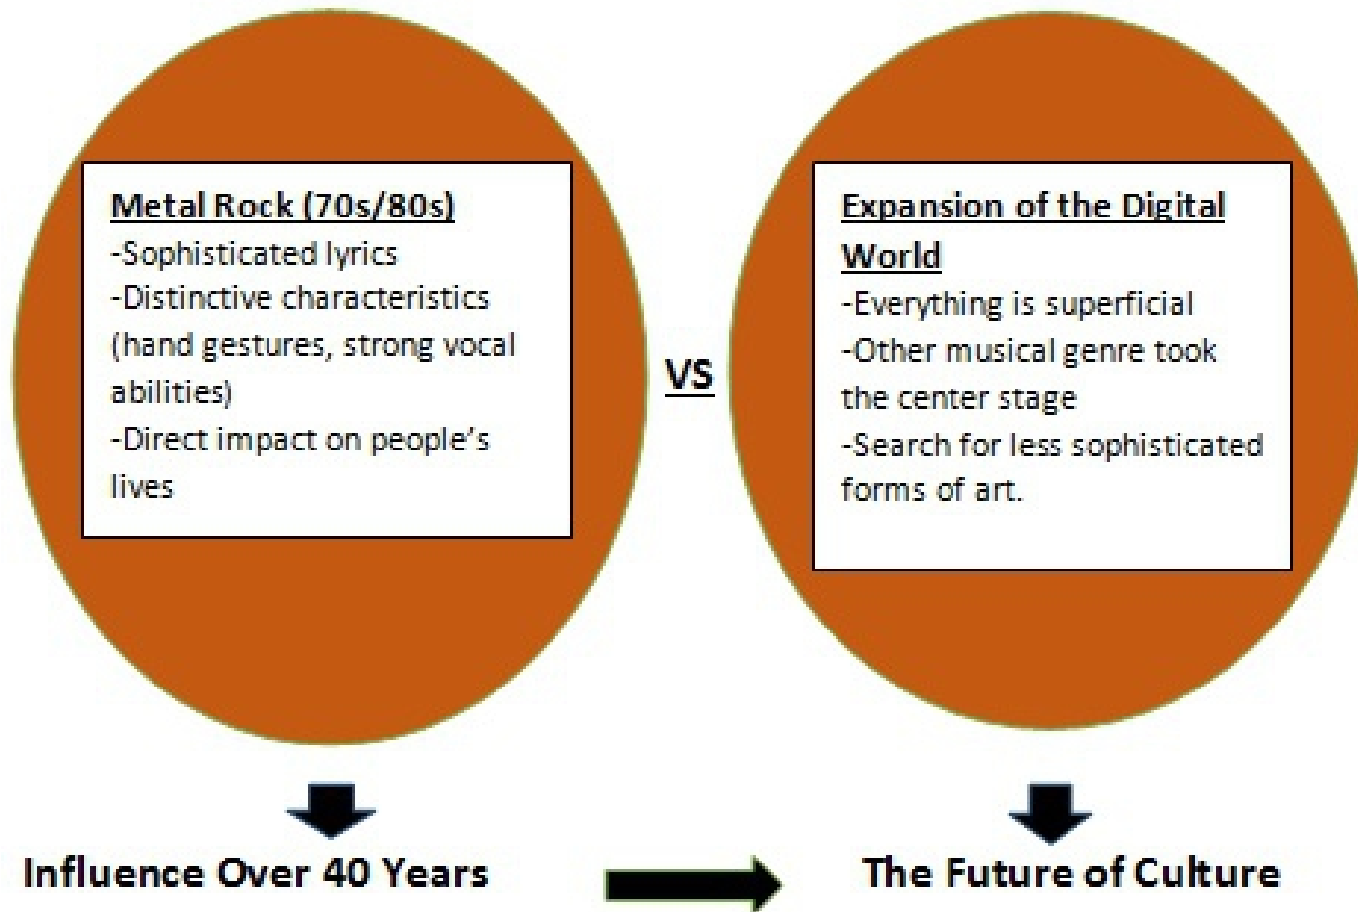 Metal Rock (70s/80s)
-Sophisticated lyrics
-Distinctive characteristics
(hand gestures, strong vocal
abilities)
-Direct impact on people's
lives
VS
Expansion of the Digital
World
-Everything is superficial
-Other musical genre took
the center stage
-Search for less sophisticated
forms of art.
Influence Over 40 Years
The Future of Culture